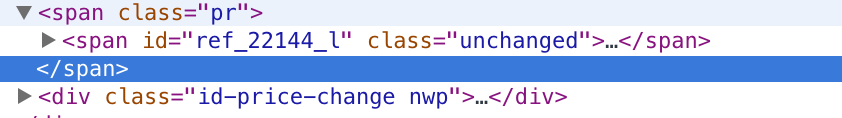 ▼<span class="pr">
▶<span id="ref_22144_l" class="unchanged">…</span>
</span>
▶<div class="id-price-change nwp">…</div>